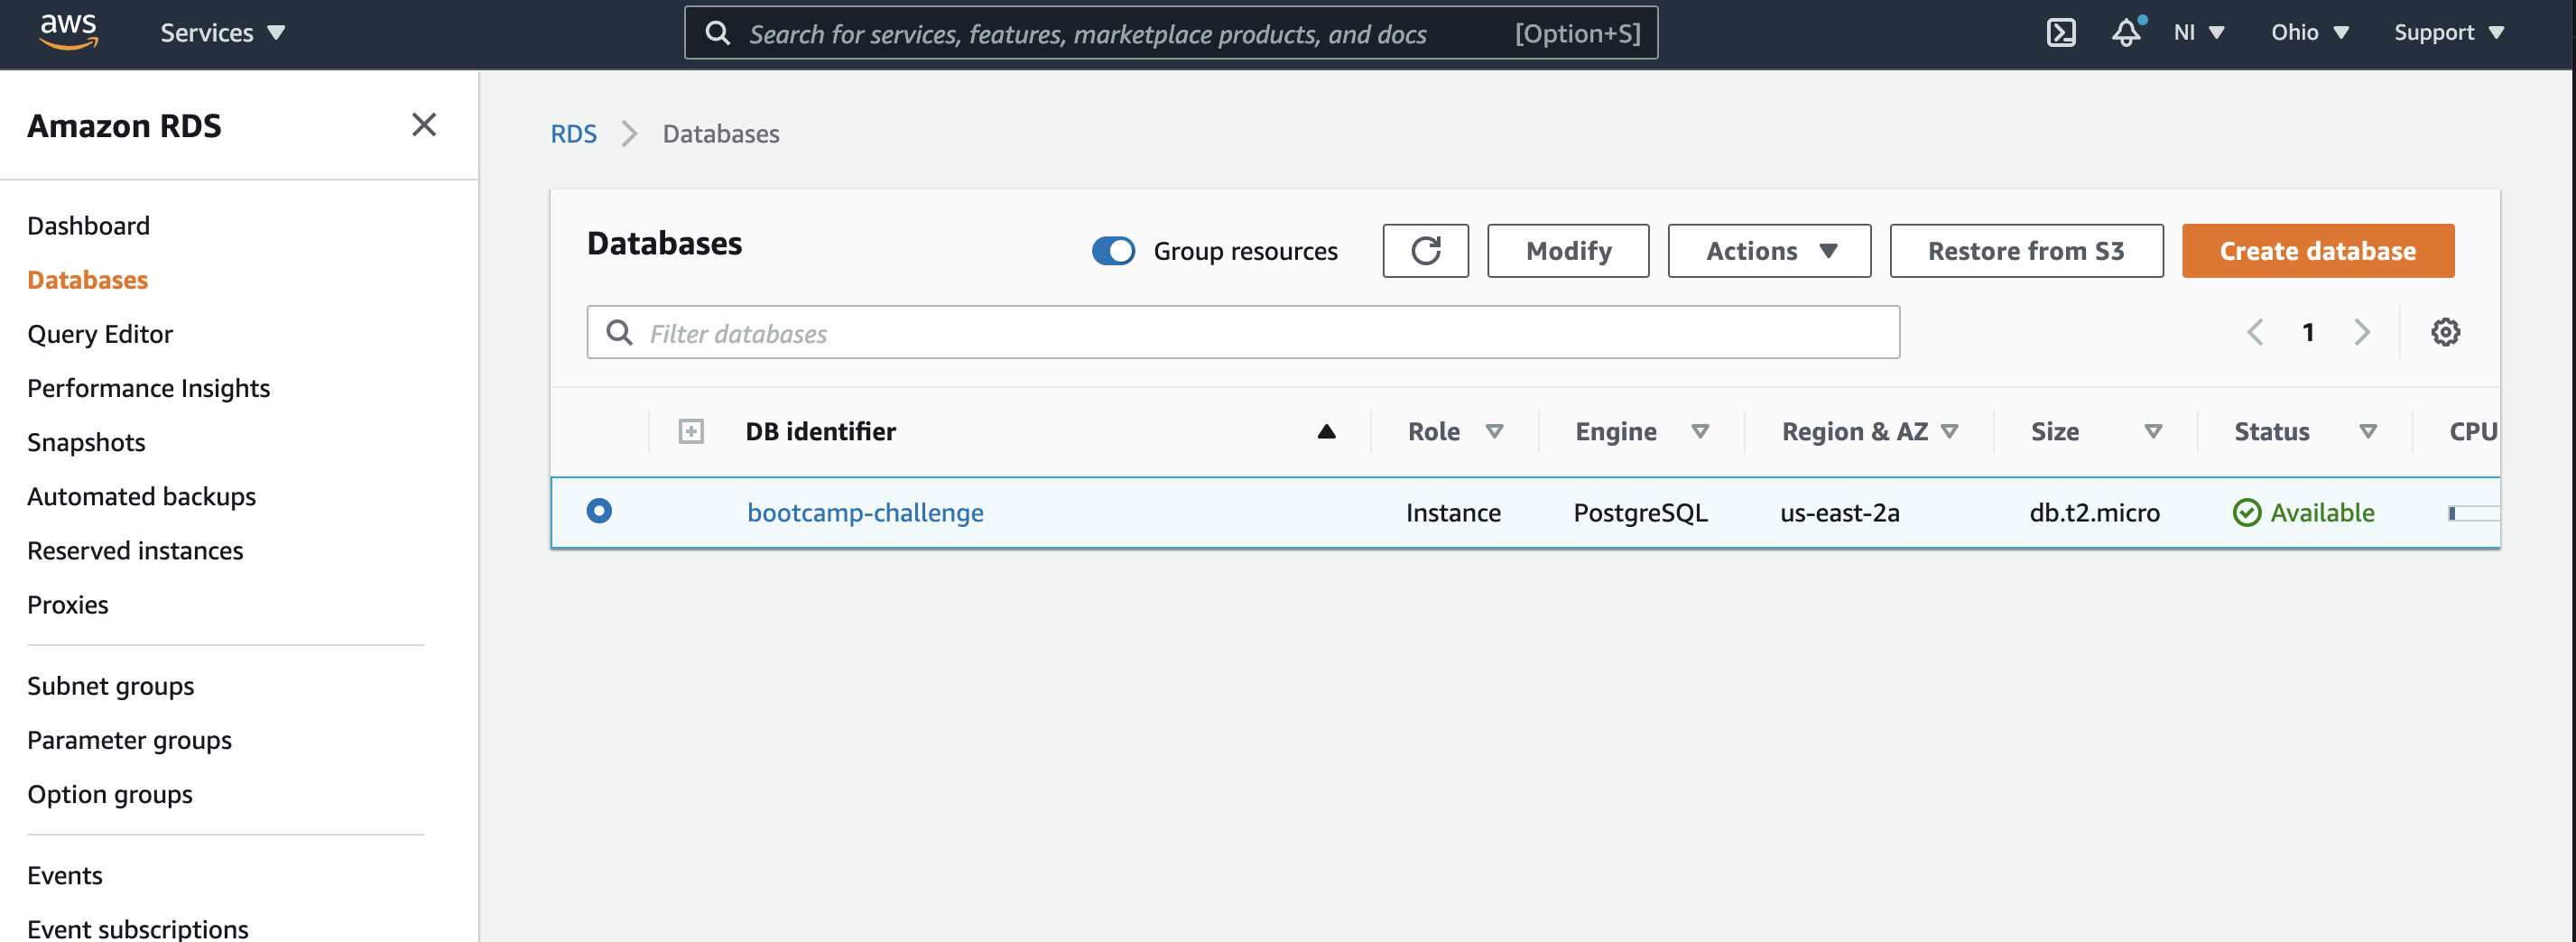 aws
Services
Search for services, features, marketplace products, and docs [Option+S]
NI
Ohio
Support
Amazon RDS
Dashboard
Databases
Query Editor
Performance Insights
Snapshots
Automated backups
Reserved instances
Proxies
Subnet groups
Parameter groups
Option groups
Events
Event subscriptions
RDS > Databases
Databases
Group resources
Modify
Actions
Restore from S3
Create database
Filter databases
1
DB identifier Role Engine Region & AZ Size Status CPU
bootcamp-challenge Instance PostgreSQL us-east-2a db.t2.micro Available